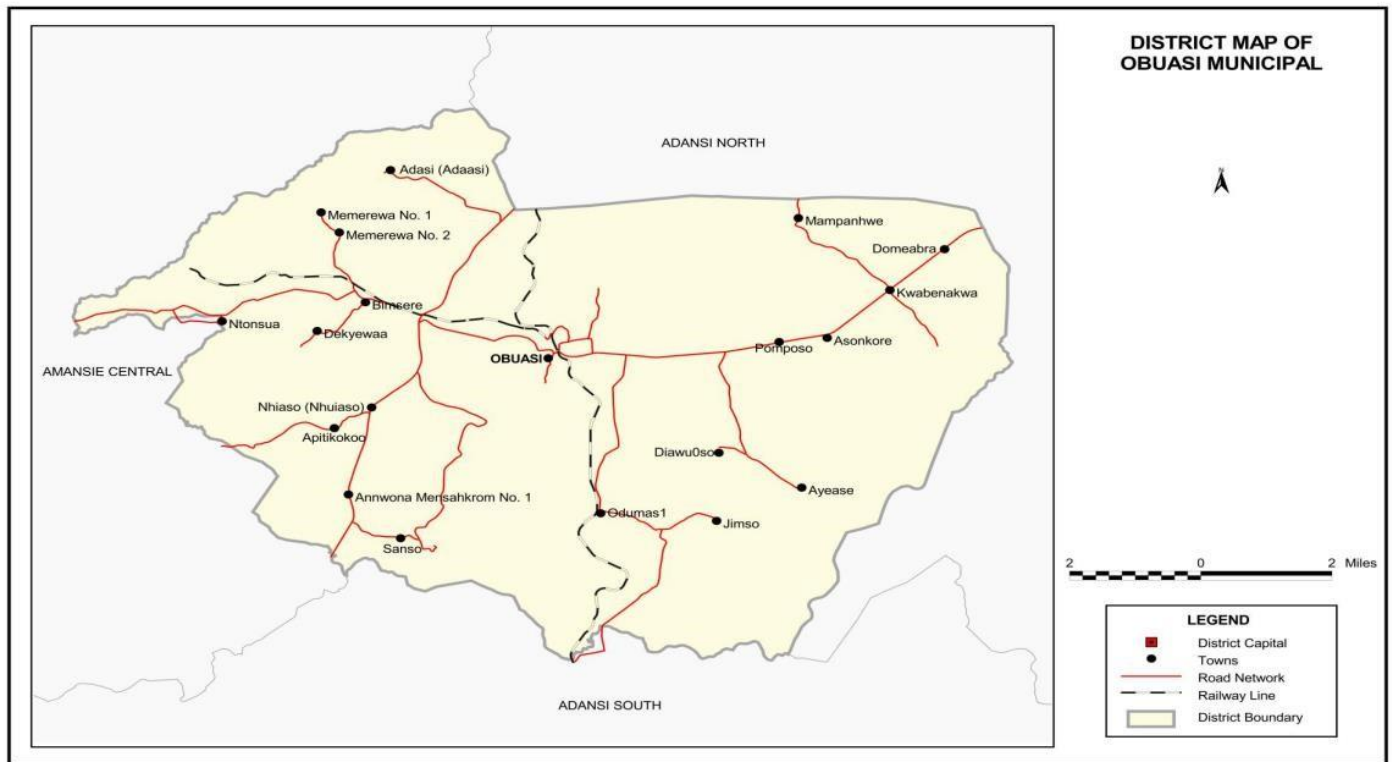 DISTRICT MAP OF
OBUASI MUNICIPAL
ADANSI NORTH
N
Adasi (Adaasi)
Memerewa No. 1
Memerewa No. 2
Mampanhwe
Domeabra
Kwabenakwa
Bimsere
Ntonsua
Dekyewaa
Asonkore
Pomposo
OBUASI
AMANSIE CENTRAL
Nhiaso (Nhuiaso)
Apitikokoo
Diawu0so
Ayease
Annwona Mensahkrom No. 1
Odumas1
Jimso
Sanso
ADANSI SOUTH
2 0 2 Miles
LEGEND
District Capital
Towns
Road Network
Railway Line
District Boundary